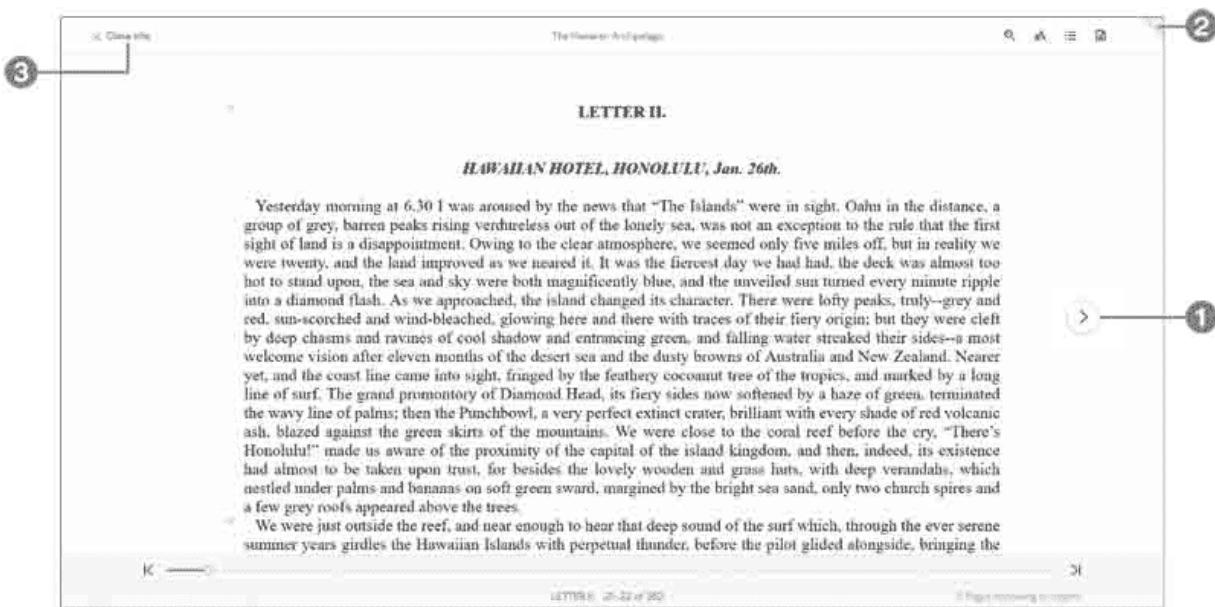 Close title
The Hawaiian Archipelago
2
3
LETTER II.
HAWAIIAN HOTEL, HONOLULU, Jan. 26th.
Yesterday morning at 6.30 I was aroused by the news that “The Islands” were in sight. Oahu in the distance, a
group of grey, barren peaks rising verdureless out of the lonely sea, was not an exception to the rule that the first
sight of land is a disappointment. Owing to the clear atmosphere, we seemed only five miles off, but in reality we
were twenty, and the land improved as we neared it. It was the fiercest day we had had, the deck was almost too
hot to stand upon, the sea and sky were both magnificently blue, and the unveiled sun turned every minute ripple
into a diamond flash. As we approached, the island changed its character. There were lofty peaks, truly--grey and
red, sun-scorched and wind-bleached, glowing here and there with traces of their fiery origin; but they were cleft
by deep chasms and ravines of cool shadow and entrancing green, and falling water streaked their sides--a most
welcome vision after eleven months of the desert sea and the dusty browns of Australia and New Zealand. Nearer
yet, and the coast line came into sight, fringed by the feathery cocoanut tree of the tropics, and marked by a long
line of surf. The grand promontory of Diamond Head, its fiery sides now softened by a haze of green, terminated
the wavy line of palms; then the Punchbowl, a very perfect extinct crater, brilliant with every shade of red volcanic
ash, blazed against the green skirts of the mountains. We were close to the coral reef before the cry, “There’s
Honolulu!” made us aware of the proximity of the capital of the island kingdom, and then, indeed, its existence
had almost to be taken upon trust, for besides the lovely wooden and grass huts, with deep verandahs, which
nestled under palms and bananas on soft green sward, margined by the bright sea sand, only two church spires and
a few grey roofs appeared above the trees.
We were just outside the reef, and near enough to hear that deep sound of the surf which, through the ever serene
summer years girdles the Hawaiian Islands with perpetual thunder, before the pilot glided alongside, bringing the
1
LETTER II